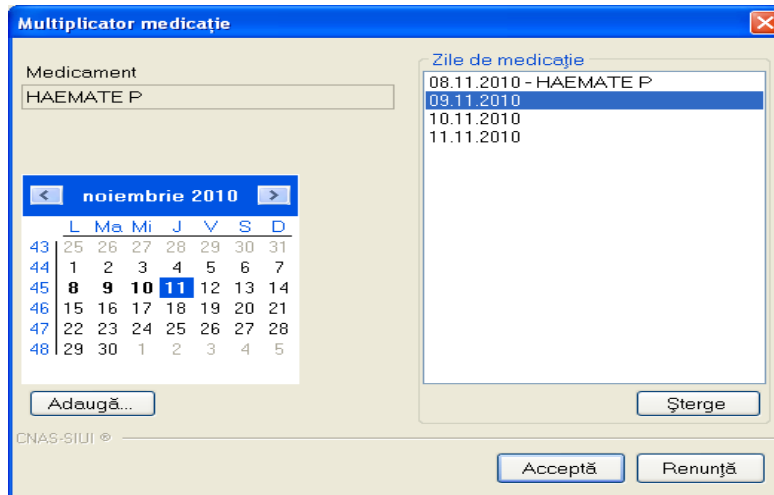 Multiplicator medicație
Medicament
HAEMATE P
noiembrie 2010
L Ma Mi J V S D
43 25 26 27 28 29 30 31
44 1 2 3 4 5 6 7
45 8 9 10 11 12 13 14
46 15 16 17 18 19 20 21
47 22 23 24 25 26 27 28
48 29 30 1 2 3 4 5
Adaugă...
Zile de medicaţie
08.11.2010 - HAEMATE P
09.11.2010
10.11.2010
11.11.2010
Şterge
CNAS-SIUI ®
Acceptă
Renunţă